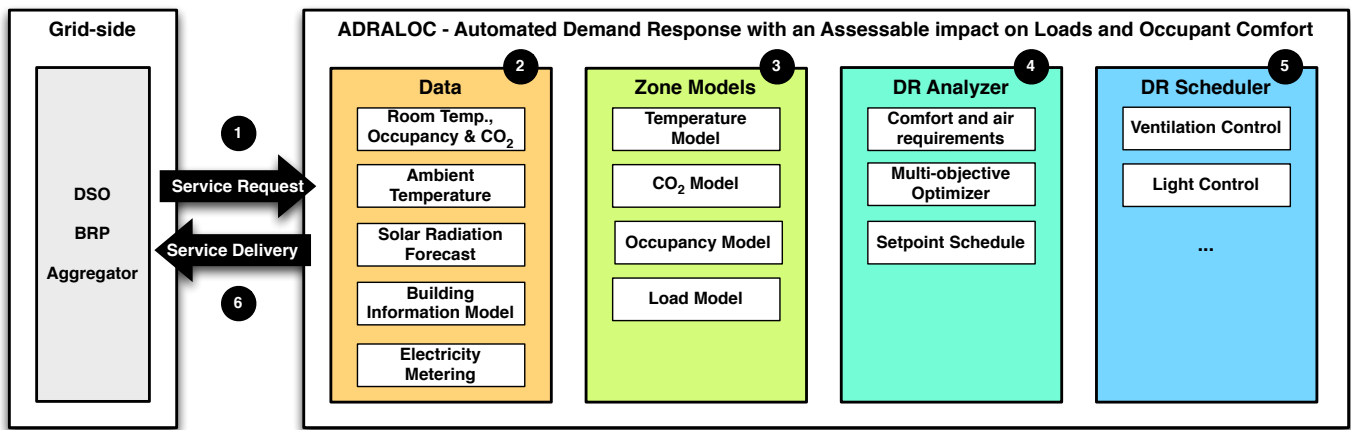 Grid-side
DSO
BRP
Aggregator
1
Service Request
Service Delivery
6
ADRALOC - Automated Demand Response with an Assessable impact on Loads and Occupant Comfort
2
Data
Room Temp.,
Occupancy & CO2
Ambient
Temperature
Solar Radiation
Forecast
Building
Information Model
Electricity
Metering
3
Zone Models
Temperature
Model
CO2 Model
Occupancy Model
Load Model
4
DR Analyzer
Comfort and air
requirements
Multi-objective
Optimizer
Setpoint Schedule
5
DR Scheduler
Ventilation Control
Light Control
...